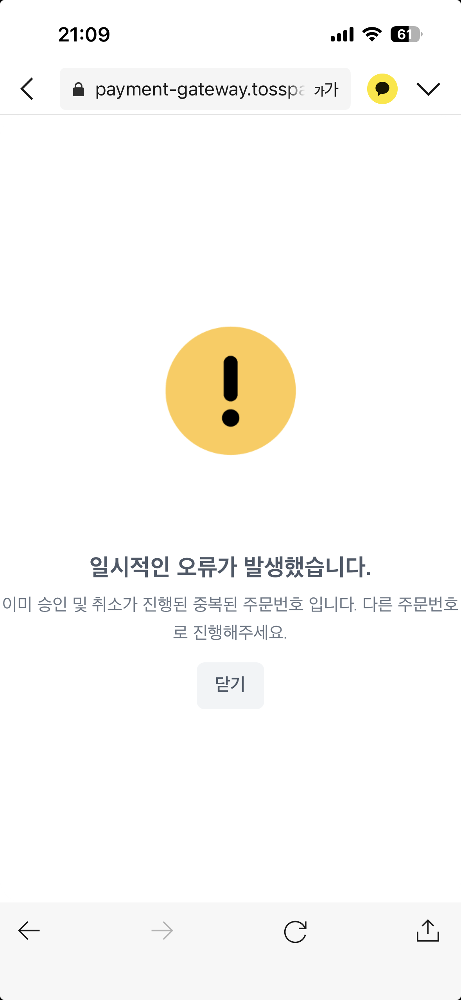 21:09
61
payment-gateway.tosspa
가가
일시적인 오류가 발생했습니다.
이미 승인 및 취소가 진행된 중복된 주문번호 입니다. 다른 주문번호
로 진행해주세요.
닫기